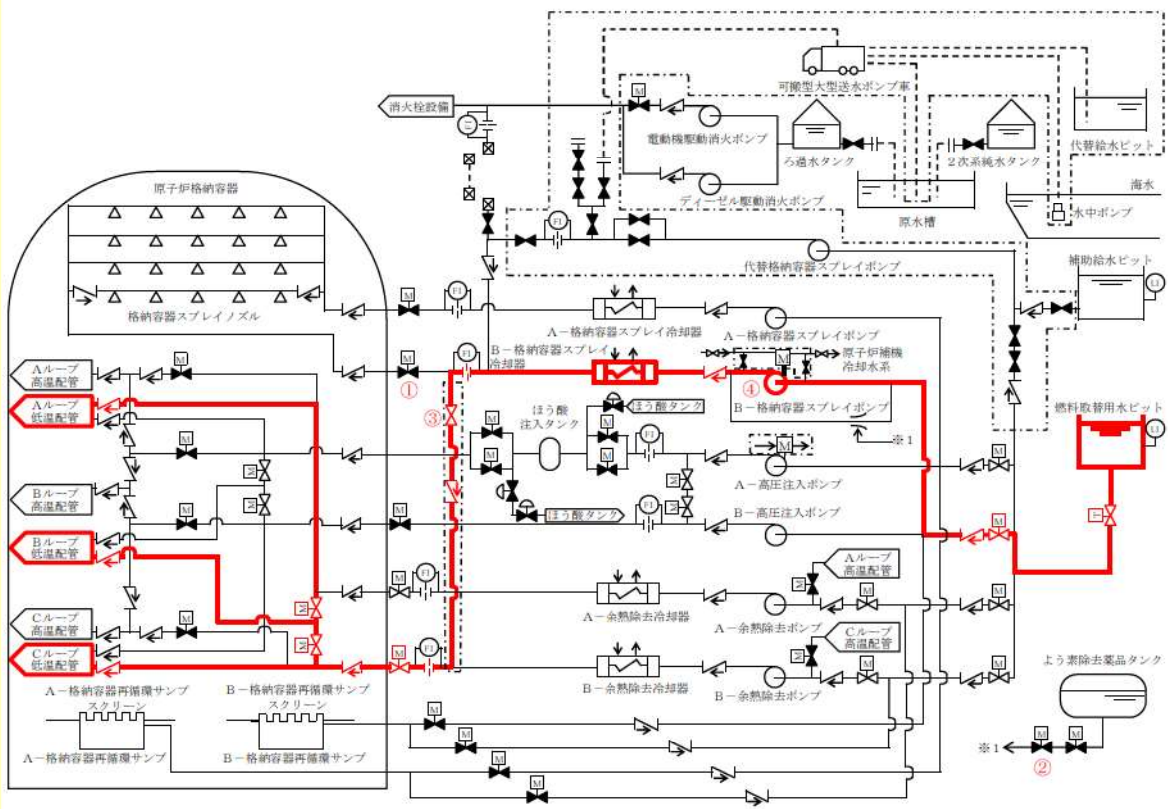 可搬型大型送水ポンプ車
消火栓設備
FI
M
電動機駆動消火ポンプ
ろ過水タンク
2次系純水タンク
代替給水ピット
ディーゼル駆動消火ポンプ
原水槽
海水
水中ポンプ
原子炉格納容器
FI
代替格納容器スプレイポンプ
補助給水ピット
LI
格納容器スプレイノズル
M
FI
A-格納容器スプレイ冷却器
A-格納容器スプレイポンプ
M
①
FI
B-格納容器スプレイ
冷却器
M
原子炉補機
冷却水系
④
B-格納容器スプレイポンプ
※1
Aループ
高温配管
M
Aループ
低温配管
③
ほう酸
注入タンク
ほう酸タンク
燃料取替用水ピット
LI
M
M
M
M
M
M
FI
M
A-高圧注入ポンプ
M
Bループ
高温配管
M
M
M
ほう酸タンク
FI
M
B-高圧注入ポンプ
M
T
Bループ
低温配管
Aループ
高温配管
M
M
FI
A-余熱除去冷却器
M
M
A-余熱除去ポンプ
M
Cループ
高温配管
M
M
Cループ
高温配管
Cループ
低温配管
M
FI
B-余熱除去冷却器
M
M
B-余熱除去ポンプ
M
よう素除去薬品タンク
A-格納容器再循環サンプ
スクリーン
B-格納容器再循環サンプ
スクリーン
A-格納容器再循環サンプ
B-格納容器再循環サンプ
M
M
M
M
※1
M
M
②